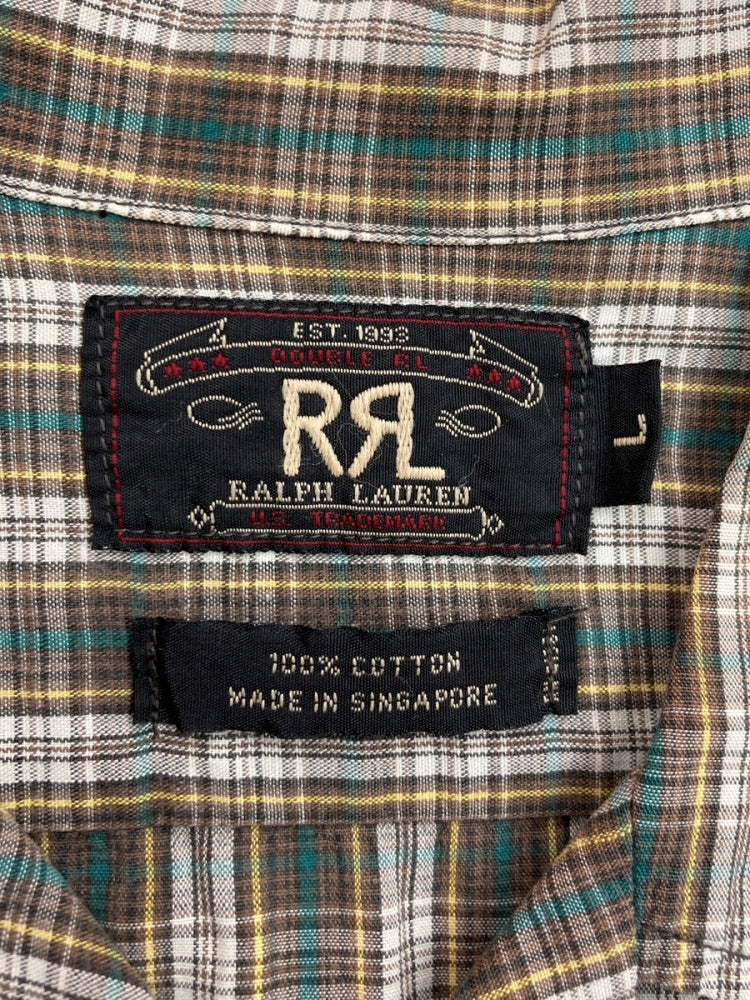 EST. 1993
DOUBLE RL
RRL
L
RALPH LAUREN
U.S. TRADEMARK
100% COTTON
MADE IN SINGAPORE